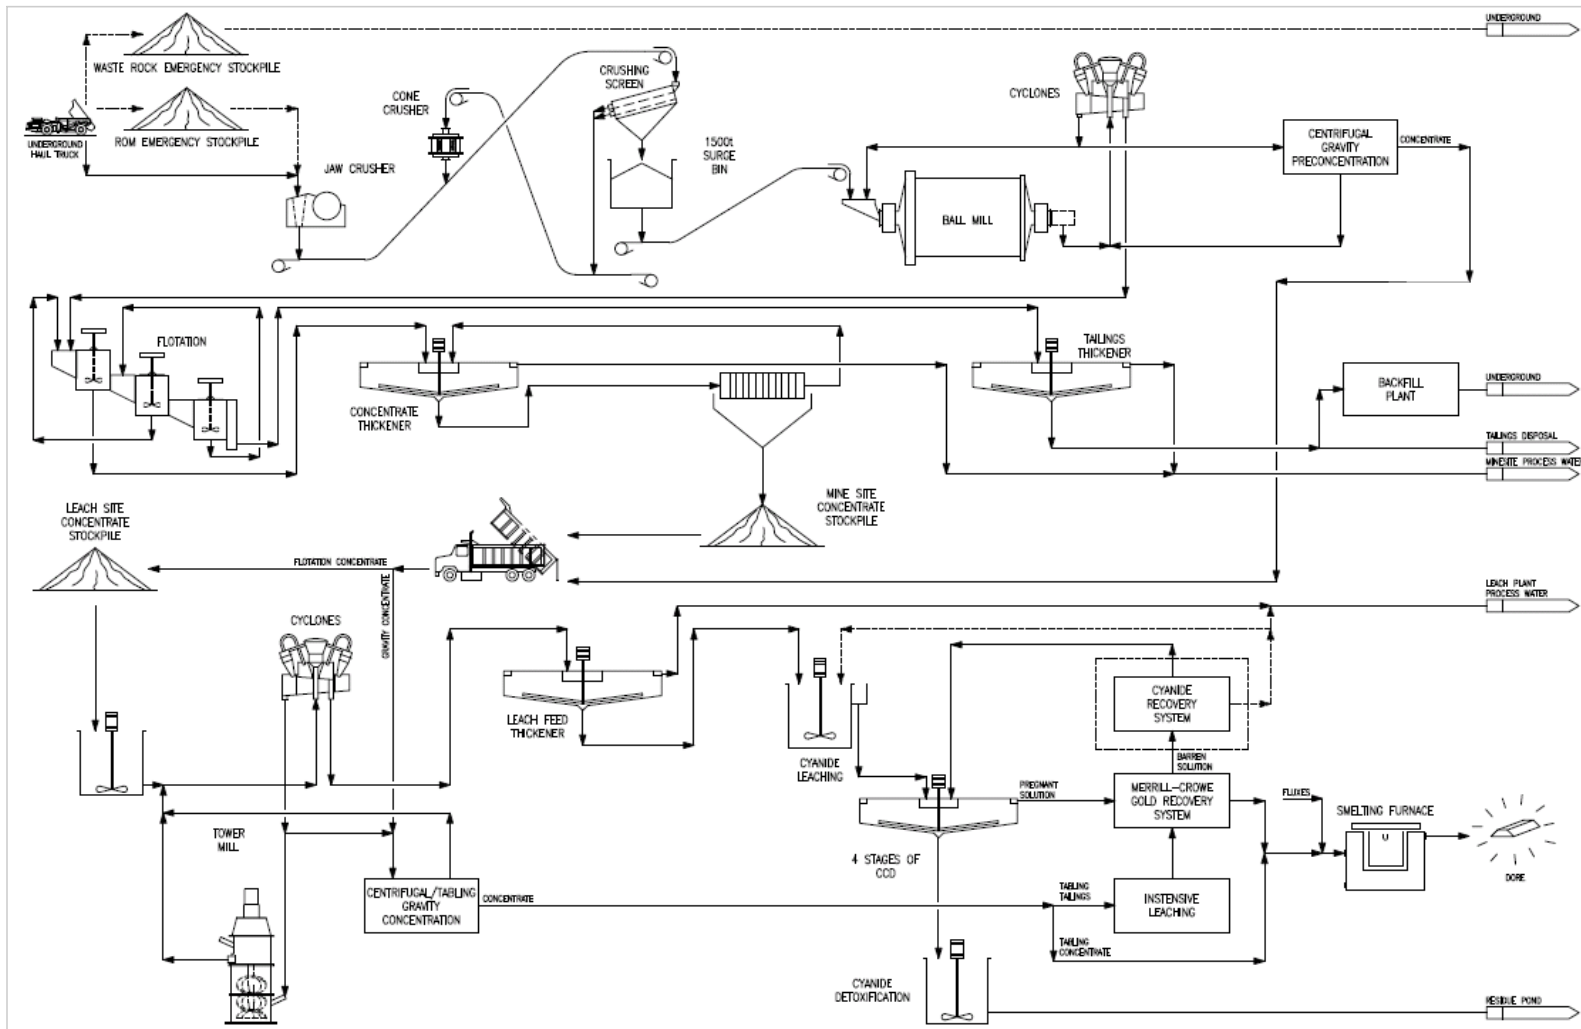 UNDERGROUND
WASTE ROCK EMERGENCY STOCKPILE
CRUSHING
SCREEN
CONE
CRUSHER
CYCLONES
UNDERGROUND
HAUL TRUCK
ROM EMERGENCY STOCKPILE
1500t
SURGE
BIN
CENTRIFUGAL
GRAVITY
PRECONCENTRATION
CONCENTRATE
JAW CRUSHER
BALL MILL
FLOTATION
TAILINGS
THICKENER
CONCENTRATE
THICKENER
BACKFILL
PLANT
UNDERGROUND
TAILINGS DISPOSAL
MINESITE PROCESS WATER
LEACH SITE
CONCENTRATE
STOCKPILE
MINE SITE
CONCENTRATE
STOCKPILE
FLOTATION CONCENTRATE
GRAVITY CONCENTRATE
LEACH PLANT
PROCESS WATER
CYCLONES
LEACH FEED
THICKENER
CYANIDE
LEACHING
CYANIDE
RECOVERY
SYSTEM
BARREN
SOLUTION
PREGNANT
SOLUTION
MERRILL-CROWE
GOLD RECOVERY
SYSTEM
FLUXES
SMELTING FURNACE
DORE
TOWER
MILL
4 STAGES OF
CCD
CENTRIFUGAL/TABLING
GRAVITY
CONCENTRATION
CONCENTRATE
TABLING
TAILINGS
INSTENSIVE
LEACHING
TABLING
CONCENTRATE
CYANIDE
DETOXIFICATION
RESIDUE POND